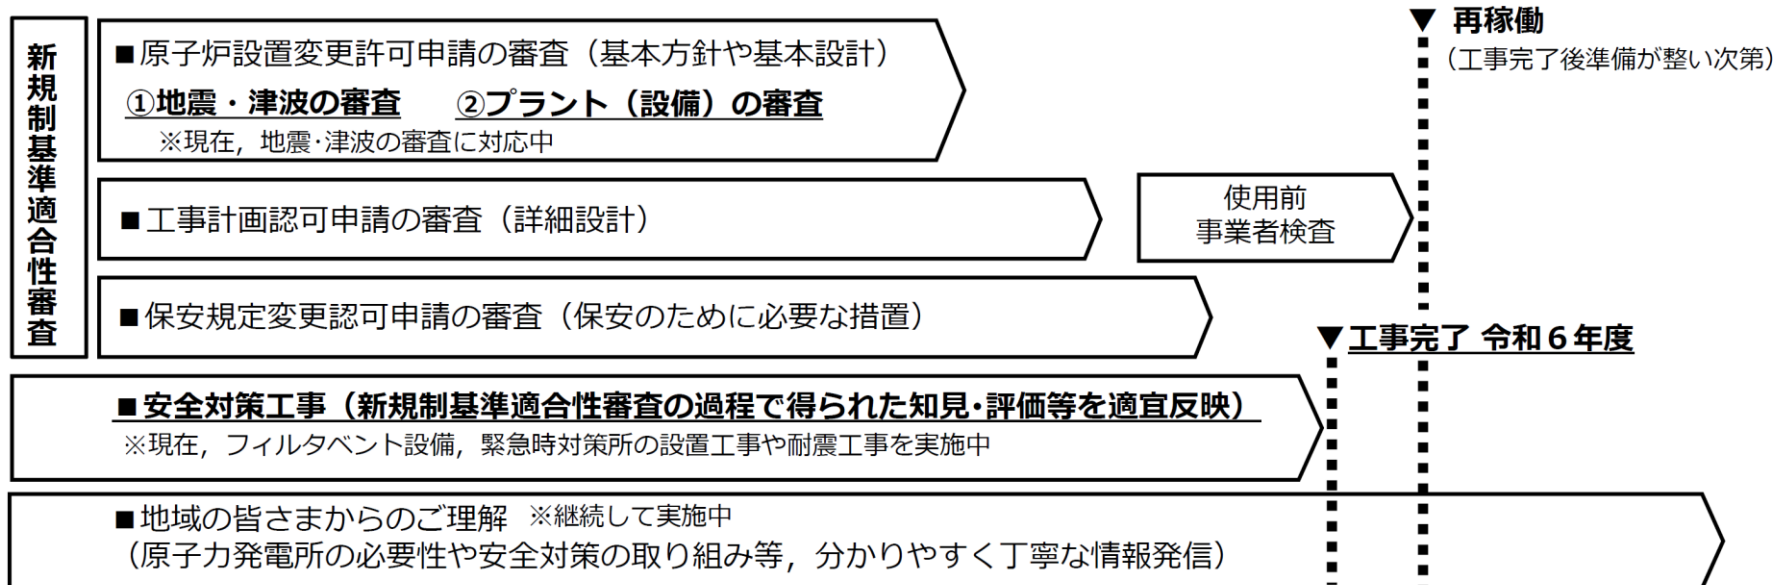 ▼ 再稼働
(工事完了後準備が整い次第)
新規制基準適合性審査
■原子炉設置変更許可申請の審査(基本方針や基本設計)
①地震・津波の審査 ②プラント(設備)の審査
※現在,地震・津波の審査に対応中
■工事計画認可申請の審査(詳細設計)
使用前
事業者検査
■保安規定変更認可申請の審査(保安のために必要な措置)
▼工事完了 令和6年度
■安全対策工事(新規制基準適合性審査の過程で得られた知見・評価等を適宜反映)
※現在,フィルタベント設備,緊急時対策所の設置工事や耐震工事を実施中
■地域の皆さまからのご理解 ※継続して実施中
(原子力発電所の必要性や安全対策の取り組み等,分かりやすく丁寧な情報発信)